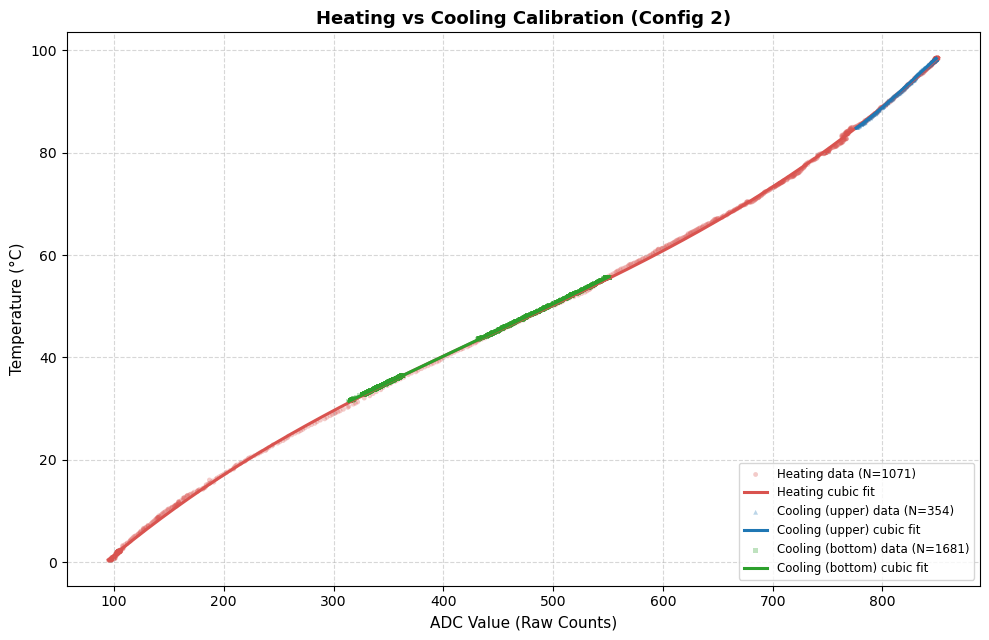 Heating vs Cooling Calibration (Config 2)
Temperature (°C)
100
80
60
40
20
0
100 200 300 400 500 600 700 800
ADC Value (Raw Counts)
Heating data (N=1071)
Heating cubic fit
Cooling (upper) data (N=354)
Cooling (upper) cubic fit
Cooling (bottom) data (N=1681)
Cooling (bottom) cubic fit